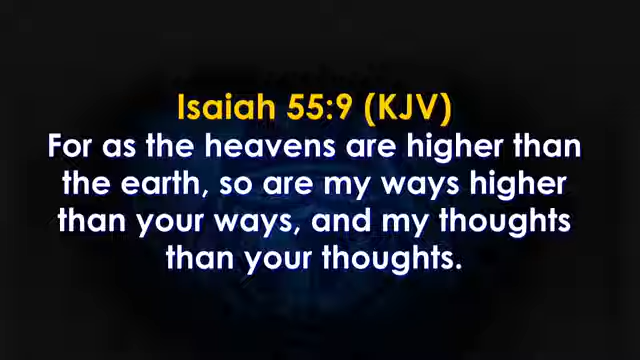 Isaiah 55:9 (KJV)
For as the heavens are higher than
the earth, so are my ways higher
than your ways, and my thoughts
than your thoughts.